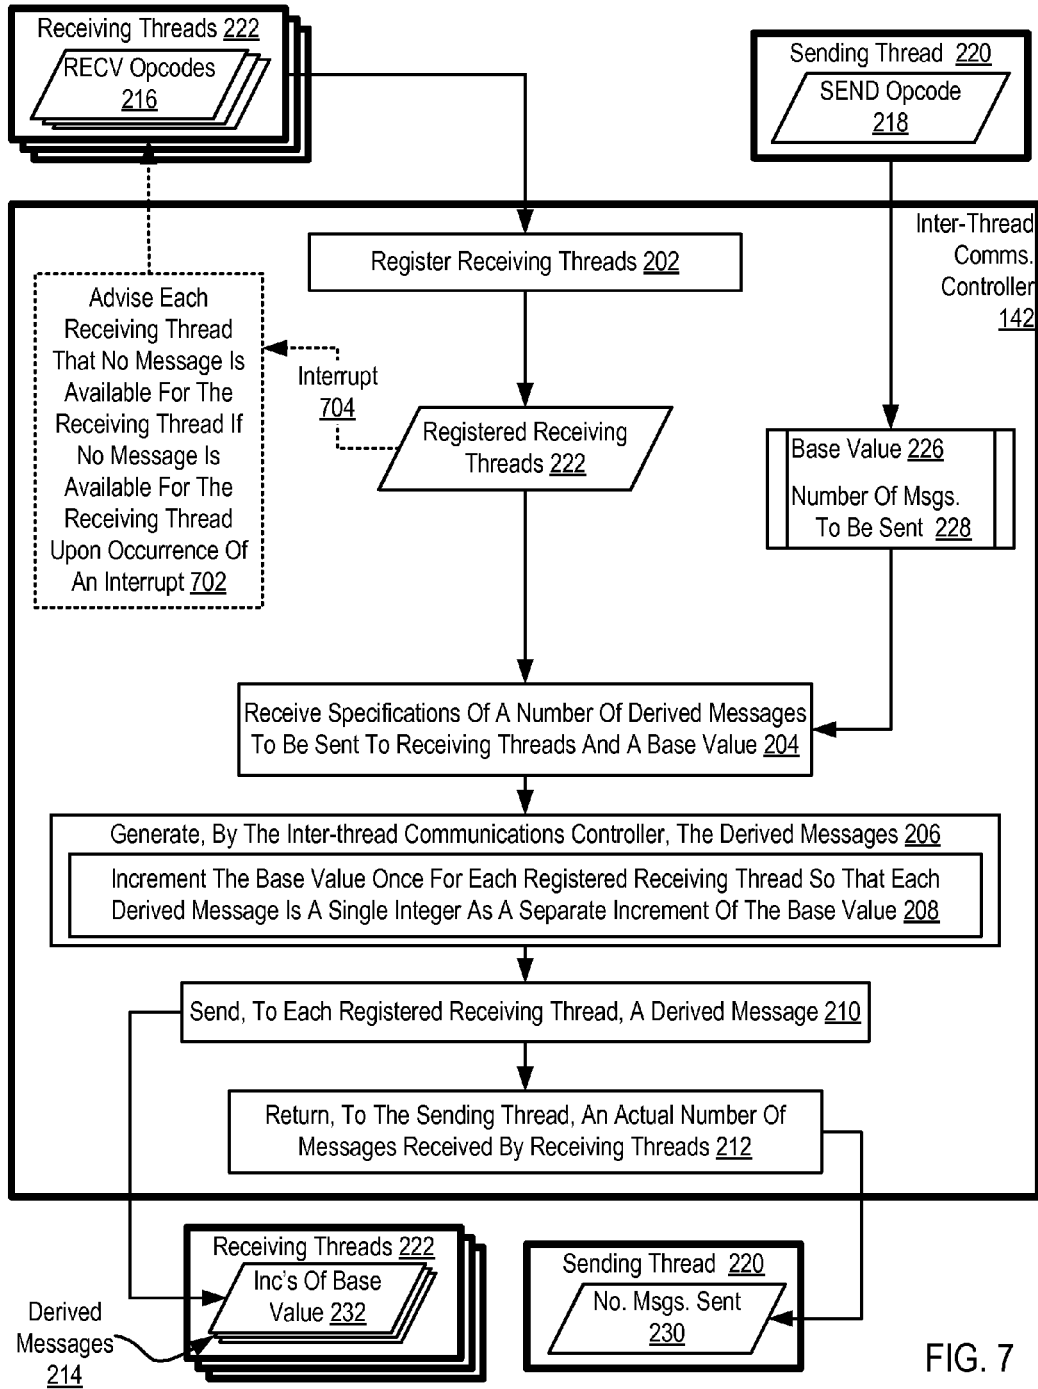 Receiving Threads 222
RECV Opcodes
216
Sending Thread 220
SEND Opcode
218
Inter-Thread
Comms.
Controller
142
Register Receiving Threads 202
Advise Each
Receiving Thread
That No Message Is
Available For The
Receiving Thread If
No Message Is
Available For The
Receiving Thread
Upon Occurrence Of
An Interrupt 702
Interrupt
704
Registered Receiving
Threads 222
Base Value 226
Number Of Msgs.
To Be Sent 228
Receive Specifications Of A Number Of Derived Messages
To Be Sent To Receiving Threads And A Base Value 204
Generate, By The Inter-thread Communications Controller, The Derived Messages 206
Increment The Base Value Once For Each Registered Receiving Thread So That Each
Derived Message Is A Single Integer As A Separate Increment Of The Base Value 208
Send, To Each Registered Receiving Thread, A Derived Message 210
Return, To The Sending Thread, An Actual Number Of
Messages Received By Receiving Threads 212
Receiving Threads 222
Inc's Of Base
Value 232
Derived
Messages
214
Sending Thread 220
No. Msgs. Sent
230
FIG. 7